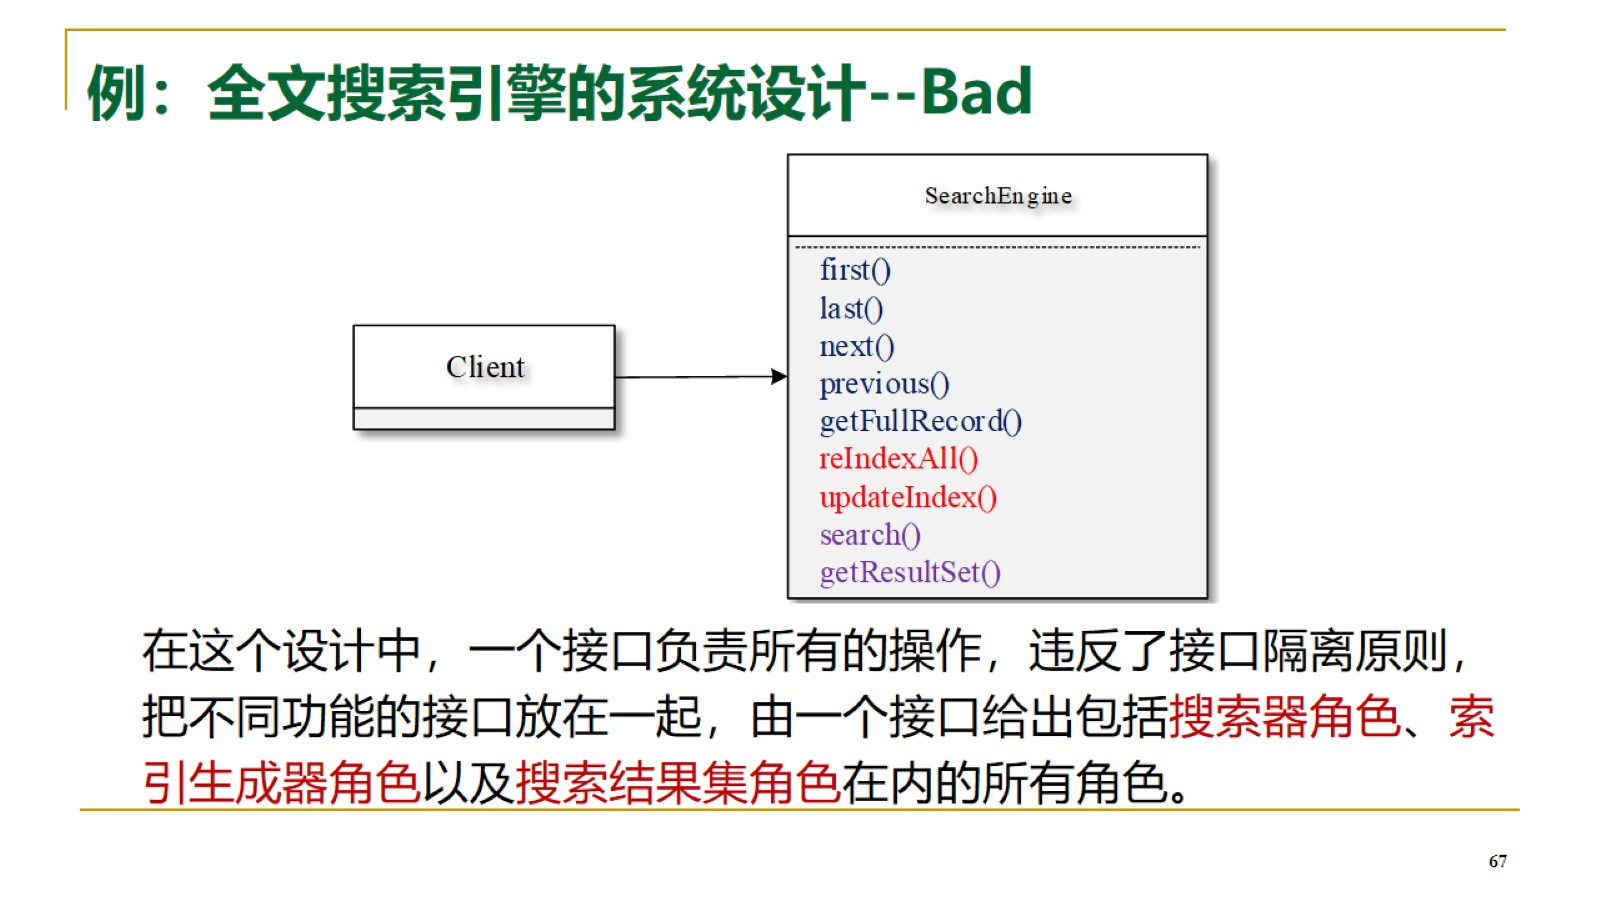 例：全文搜索引擎的系统设计--Bad
SearchEngine
first()
last()
next()
previous()
getFullRecord()
reIndexAll()
updateIndex()
search()
getResultSet()
Client
在这个设计中，一个接口负责所有的操作，违反了接口隔离原则，
把不同功能的接口放在一起，由一个接口给出包括搜索器角色、索
引生成器角色以及搜索结果集角色在内的所有角色。
67